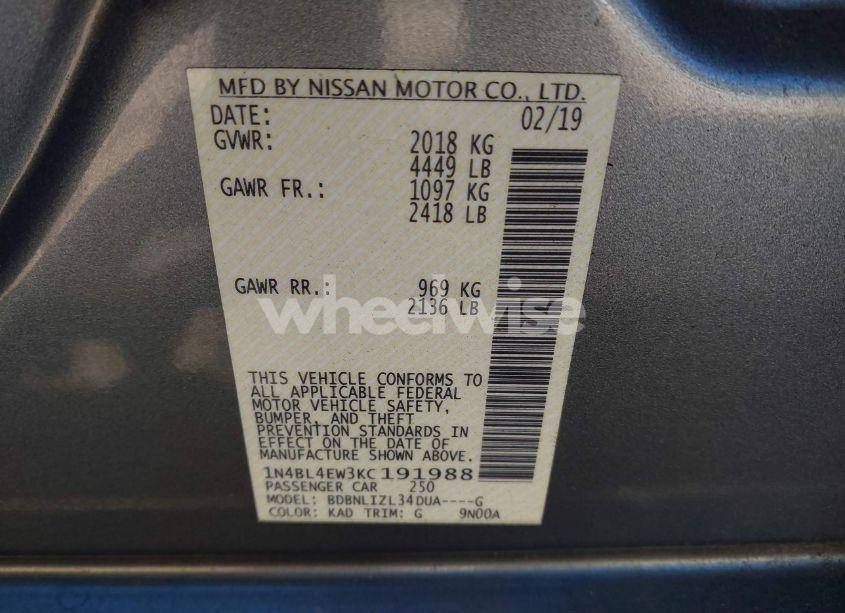 MFD BY NISSAN MOTOR CO., LTD.
DATE: 02/19
GVWR: 2018 KG
4449 LB
GAWR FR.: 1097 KG
2418 LB
GAWR RR.: 969 KG
2136 LB
wheelwise
THIS VEHICLE CONFORMS TO
ALL APPLICABLE FEDERAL
MOTOR VEHICLE SAFETY,
BUMPER, AND THEFT
PREVENTION STANDARDS IN
EFFECT ON THE DATE OF
MANUFACTURE SHOWN ABOVE.
1N4BL4EW3KC191988
PASSENGER CAR 250
MODEL: BDBNLIZL34DUA----G
COLOR: KAD TRIM: G 9N00A